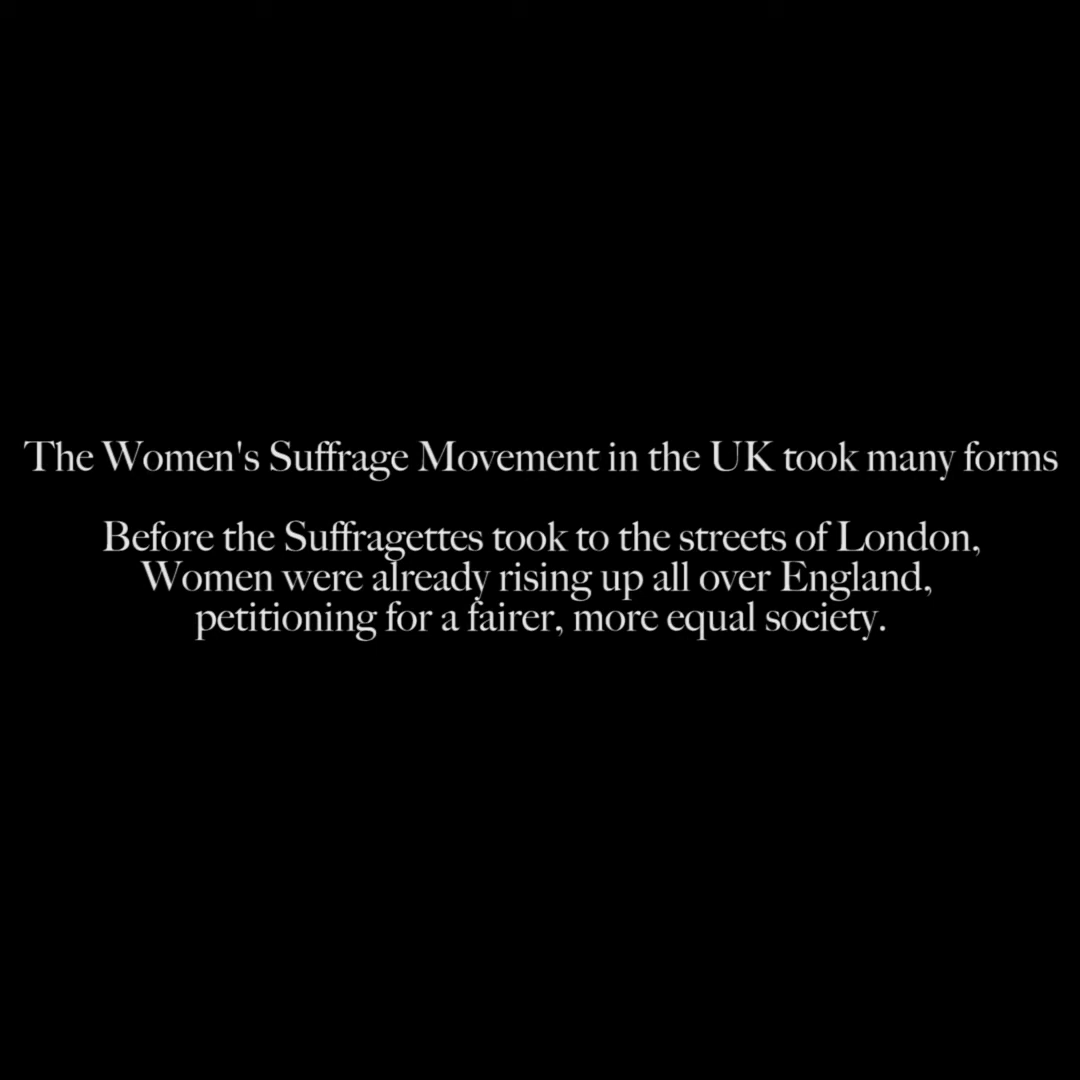 The Women's Suffrage Movement in the UK took many forms
Before the Suffragettes took to the streets of London,
Women were already rising up all over England,
petitioning for a fairer, more equal society.